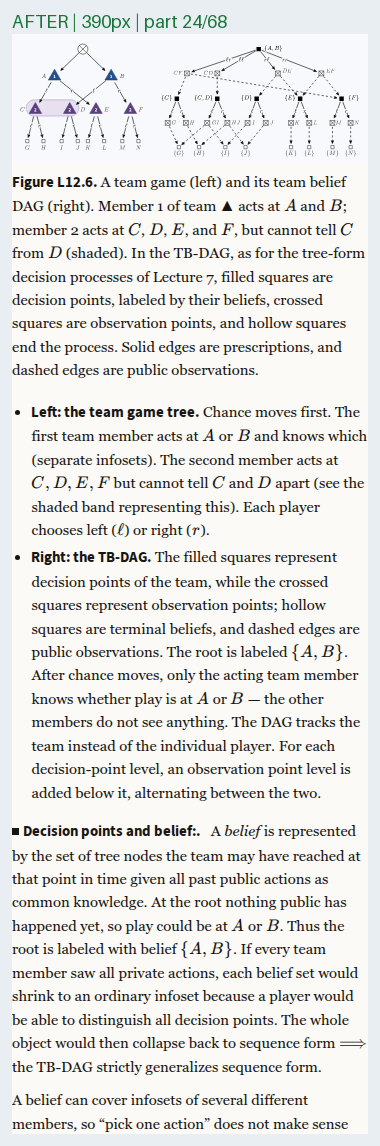 AFTER | 390px | part 24/68
{A, B}
A 1 1 B
CF CD DE EF
C 2 2 D 2 E 2 F
{C} {C, D} {D} {E} {F}
G H I J K L M N
{G} {H} {I} {J} {K} {L} {M} {N}
Figure L12.6. A team game (left) and its team belief
DAG (right). Member 1 of team ▲ acts at A and B;
member 2 acts at C, D, E, and F, but cannot tell C
from D (shaded). In the TB-DAG, as for the tree-form
decision processes of Lecture 7, filled squares are
decision points, labeled by their beliefs, crossed
squares are observation points, and hollow squares
end the process. Solid edges are prescriptions, and
dashed edges are public observations.
• Left: the team game tree. Chance moves first. The
first team member acts at A or B and knows which
(separate infosets). The second member acts at
C, D, E, F but cannot tell C and D apart (see the
shaded band representing this). Each player
chooses left (ℓ) or right (r).
• Right: the TB-DAG. The filled squares represent
decision points of the team, while the crossed
squares represent observation points; hollow
squares are terminal beliefs, and dashed edges are
public observations. The root is labeled {A, B}.
After chance moves, only the acting team member
knows whether play is at A or B — the other
members do not see anything. The DAG tracks the
team instead of the individual player. For each
decision-point level, an observation point level is
added below it, alternating between the two.
■ Decision points and belief:. A belief is represented
by the set of tree nodes the team may have reached at
that point in time given all past public actions as
common knowledge. At the root nothing public has
happened yet, so play could be at A or B. Thus the
root is labeled with belief {A, B}. If every team
member saw all private actions, each belief set would
shrink to an ordinary infoset because a player would
be able to distinguish all decision points. The whole
object would then collapse back to sequence form ⟹
the TB-DAG strictly generalizes sequence form.
A belief can cover infosets of several different
members, so “pick one action” does not make sense